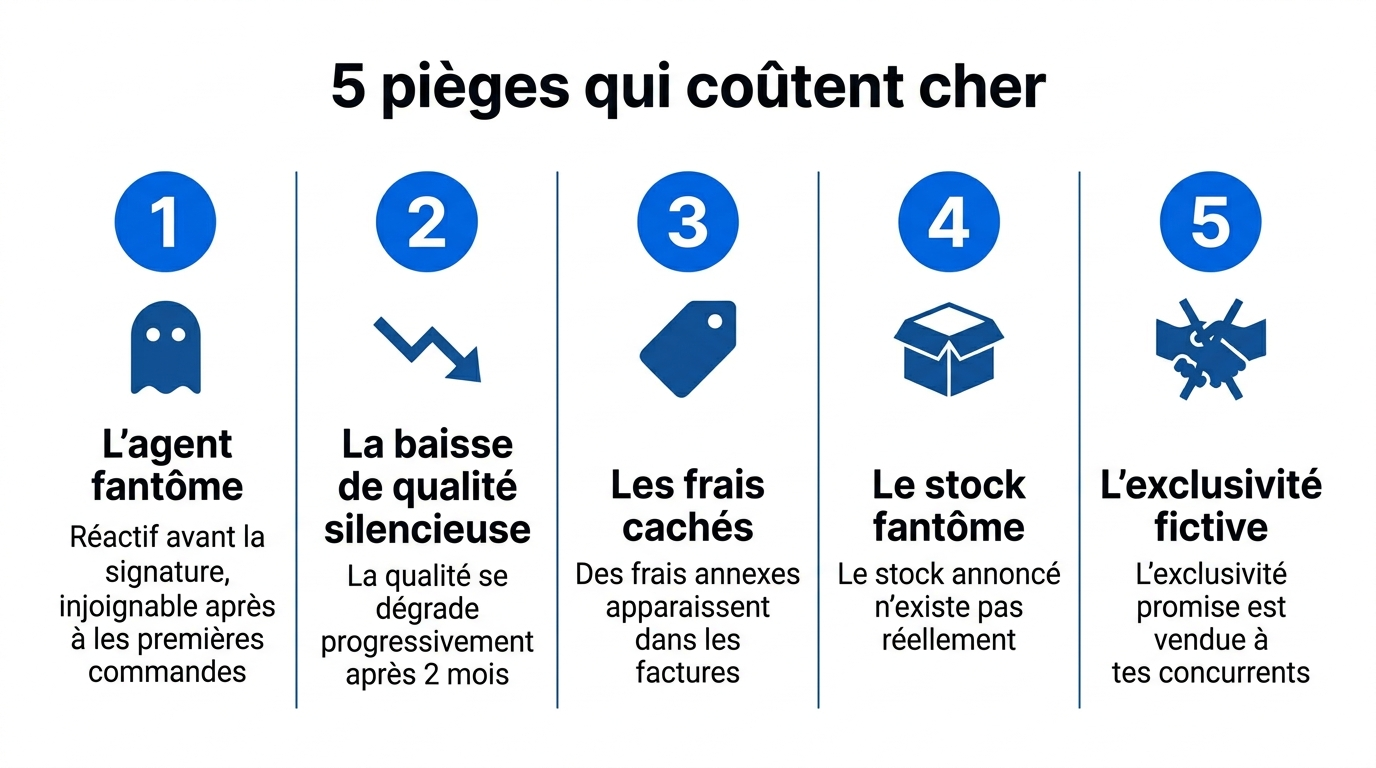 5 pièges qui coûtent cher
1
L’agent
fantôme
Réactif avant la
signature,
injoignable après
à les premières
commandes
2
La baisse
de qualité
silencieuse
La qualité se
dégrade
progressivement
après 2 mois
3
Les frais
cachés
Des frais annexes
apparaissent
dans les
factures
4
Le stock
fantôme
Le stock annoncé
n’existe pas
réellement
5
L’exclusivité
fictive
L’exclusivité
promise est
vendue à
tes concurrents